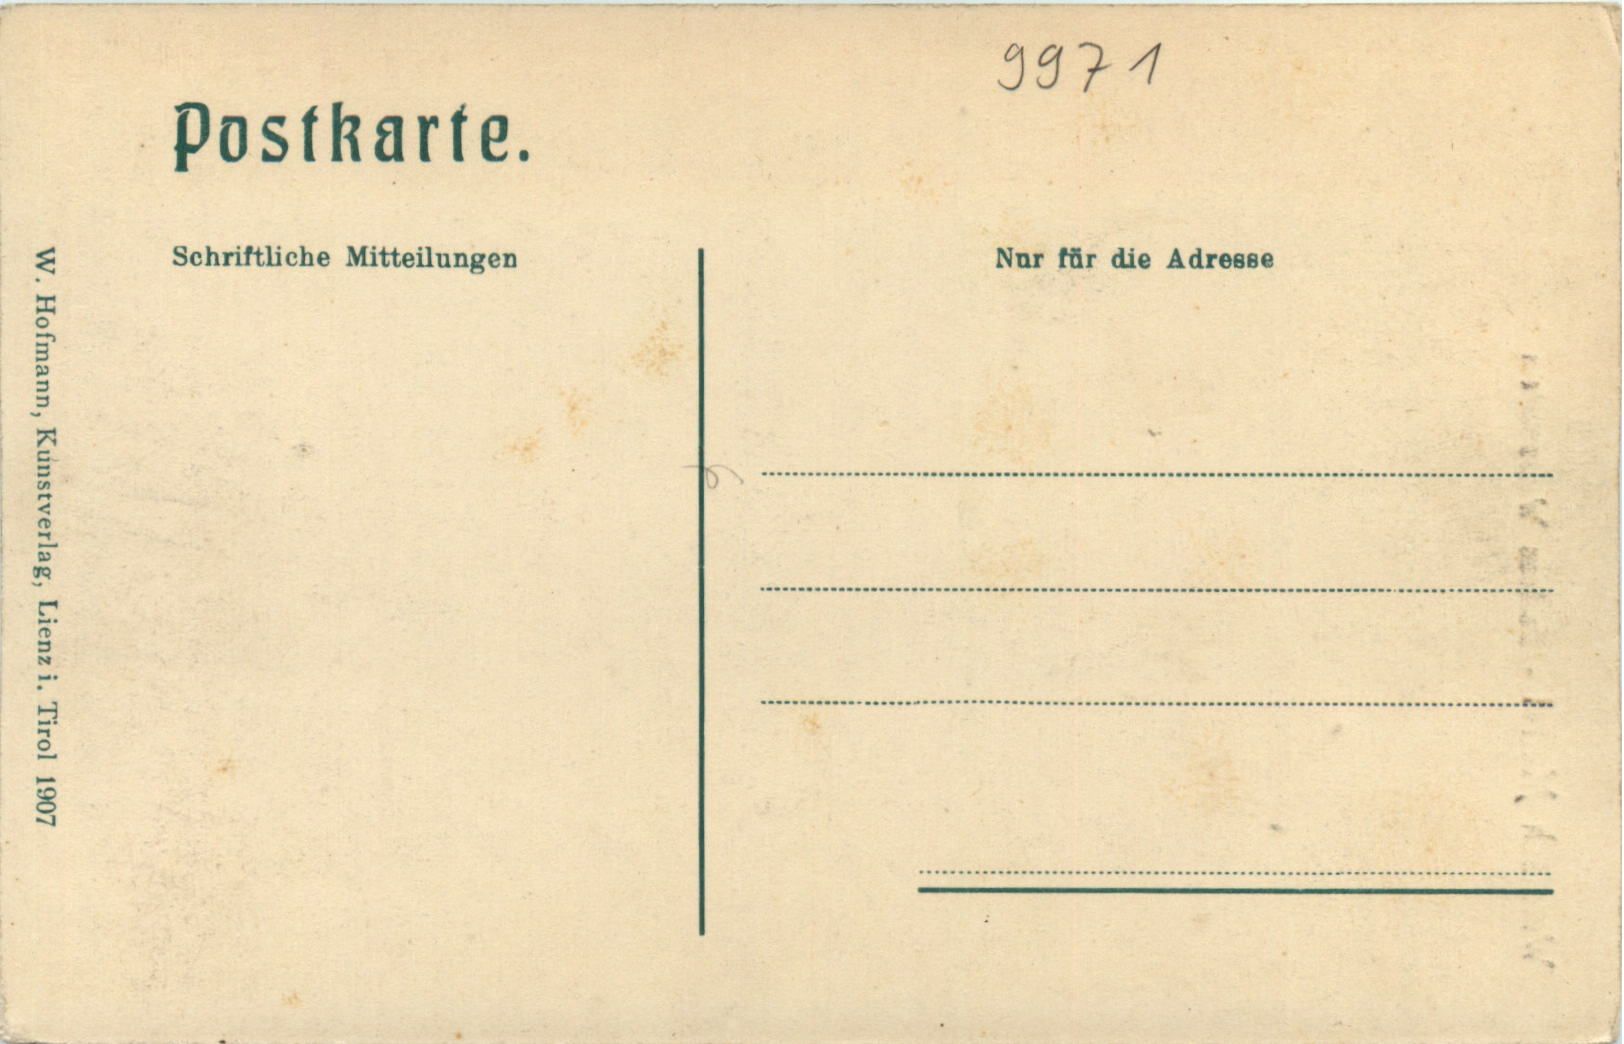 9971
Postkarte.
Schriftliche Mitteilungen
Nur für die Adresse
W. Hofmann, Kunstverlag, Lienz i. Tirol 1907